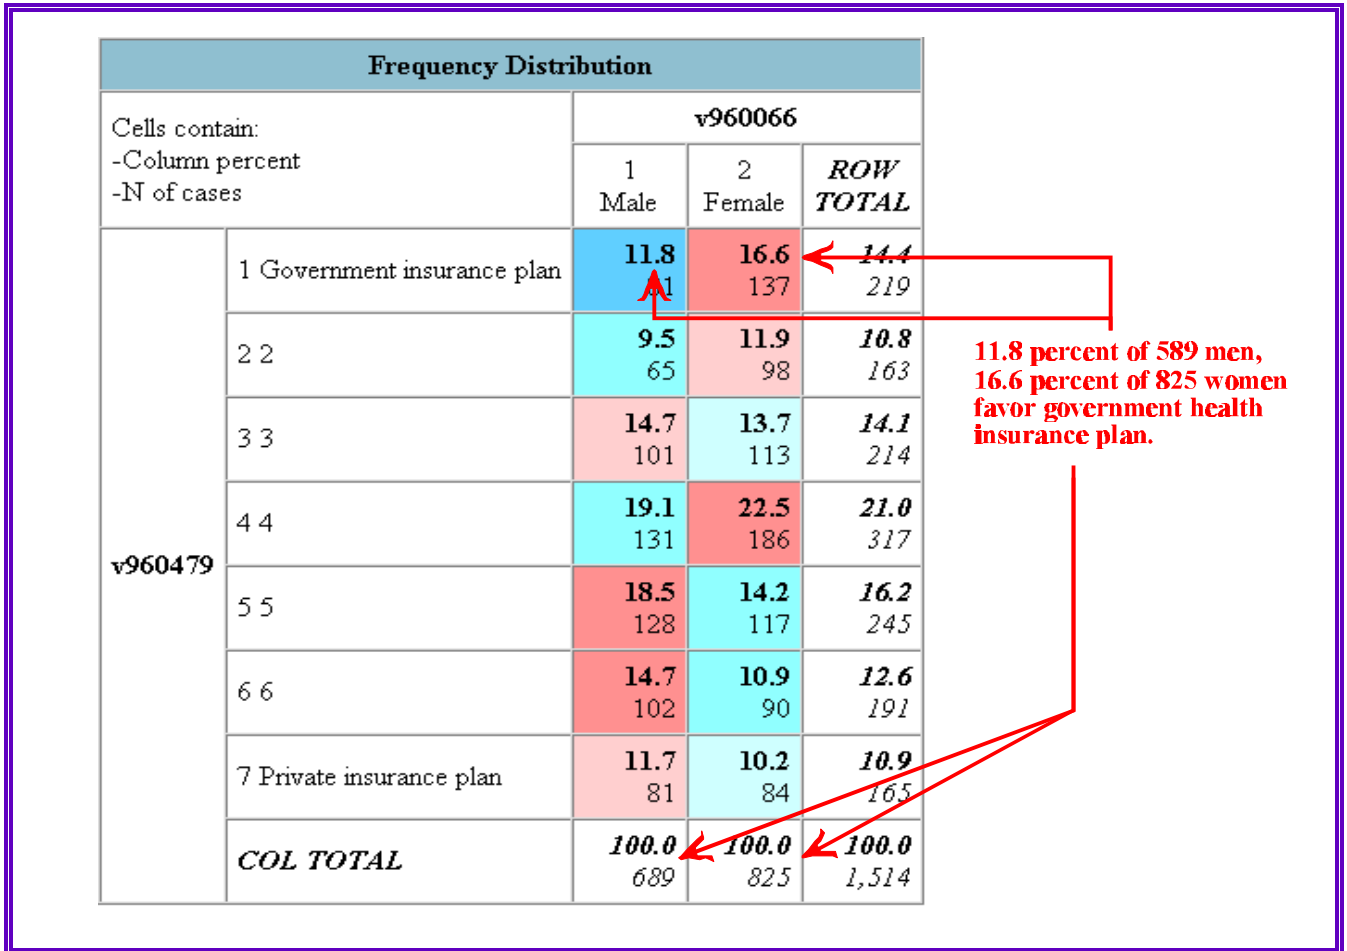 Frequency Distribution
Cells contain:
-Column percent
-N of cases
v960066
1 Male
2 Female
ROW TOTAL
v960479
1 Government insurance plan 11.8 16.6 14.4
137 219
2 2 9.5 11.9 10.8
65 98 163
3 3 14.7 13.7 14.1
101 113 214
4 4 19.1 22.5 21.0
131 186 317
5 5 18.5 14.2 16.2
128 117 245
6 6 14.7 10.9 12.6
102 90 191
7 Private insurance plan 11.7 10.2 10.9
81 84 165
COL TOTAL 100.0 100.0 100.0
689 825 1,514
11.8 percent of 589 men,
16.6 percent of 825 women
favor government health
insurance plan.